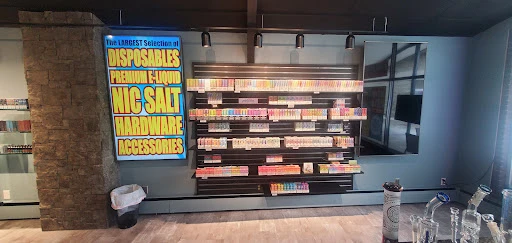 The LARGEST Selection of
DISPOSABLES
PREMIUM E-LIQUID
NIC SALT
HARDWARE
ACCESSORIES